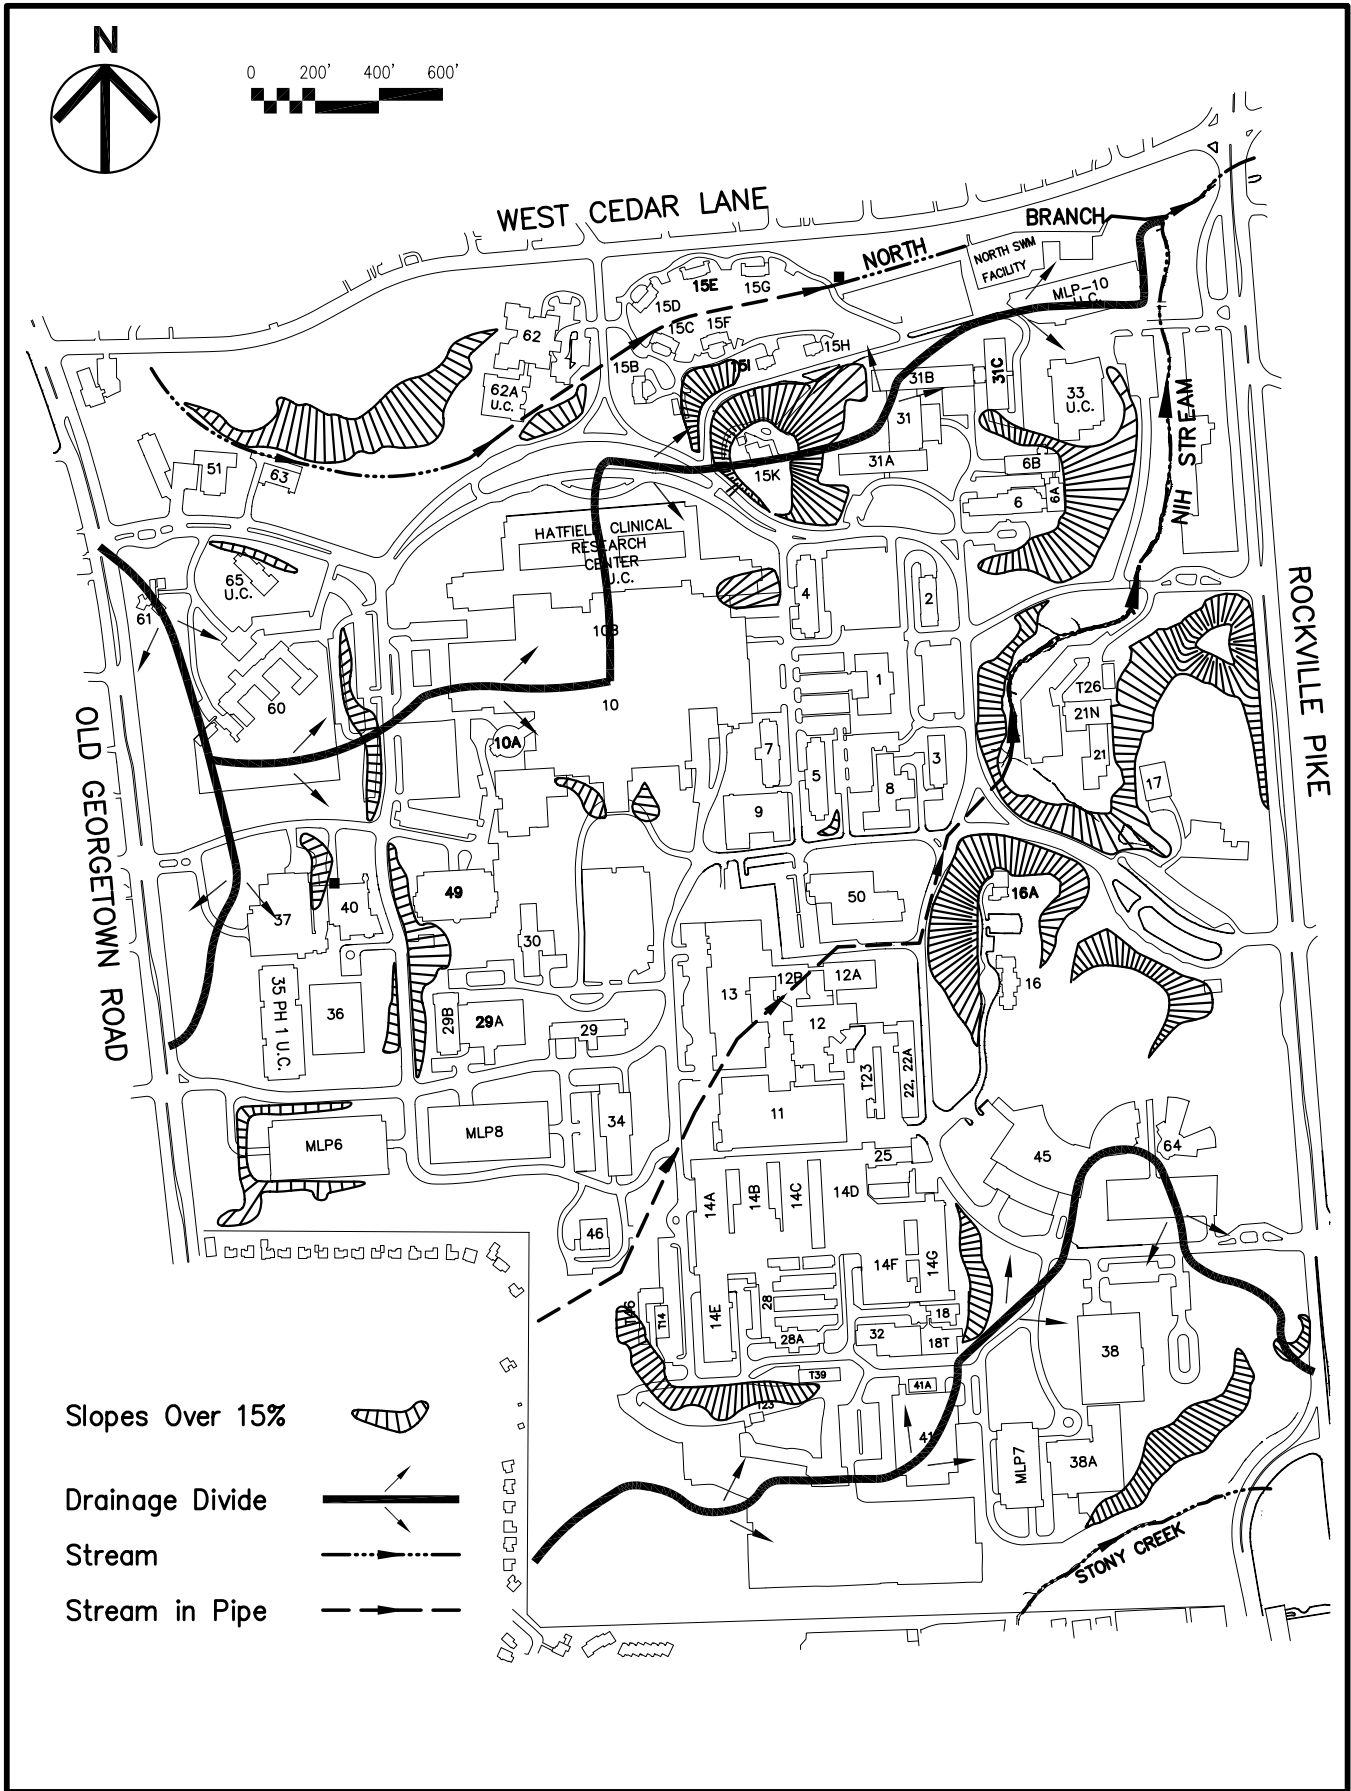 N
0 200' 400' 600'
WEST CEDAR LANE
BRANCH
NORTH
NORTH SWM
FACILITY
MLP-10
U.C.
15E
15G
15D
15C
15F
15H
15I
15B
62
62A
U.C.
31B
31C
33
U.C.
31
31A
15K
6B
6A
6
NIH STREAM
51
63
HATFIELD CLINICAL
RESEARCH
CENTER
U.C.
65
U.C.
61
4
2
10B
10
10A
60
1
T26
21N
21
17
7
5
8
3
9
ROCKVILLE PIKE
OLD GEORGETOWN ROAD
37
40
49
50
16A
30
35 PH 1 U.C.
36
29B
29A
29
13
12B
12A
12
16
T23
22, 22A
11
MLP6
MLP8
34
25
45
64
14A
14B
14C
14D
46
14F
14G
T46
T14
14E
28
28A
32
18
18T
38
T39
41A
T23
41
MLP7
38A
STONY CREEK
Slopes Over 15%
Drainage Divide
Stream
Stream in Pipe